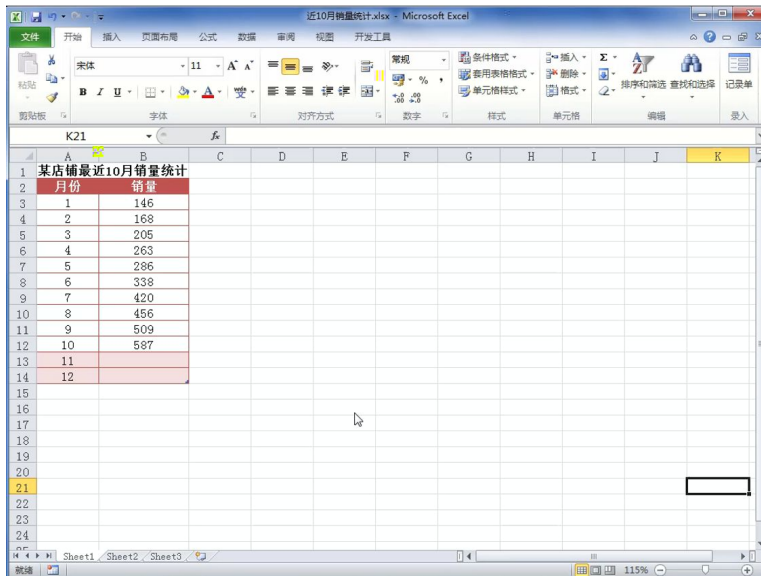 近10月销量统计.xlsx - Microsoft Excel
文件 开始 插入 页面布局 公式 数据 审阅 视图 开发工具
宋体 11 常规 条件格式 插入 Σ
粘贴 套用表格格式 删除 排序和筛选 查找和选择 记录单
B I U A 单元格样式 格式
剪贴板 字体 对齐方式 数字 样式 单元格 编辑 录入
K21 fx
A B C D E F G H I J K
1 某店铺最近10月销量统计
2 月份 销量
3 1 146
4 2 168
5 3 205
6 4 263
7 5 286
8 6 338
9 7 420
10 8 456
11 9 509
12 10 587
13 11
14 12
15
16
17
18
19
20
21
22
23
24
Sheet1 Sheet2 Sheet3
就绪 115%